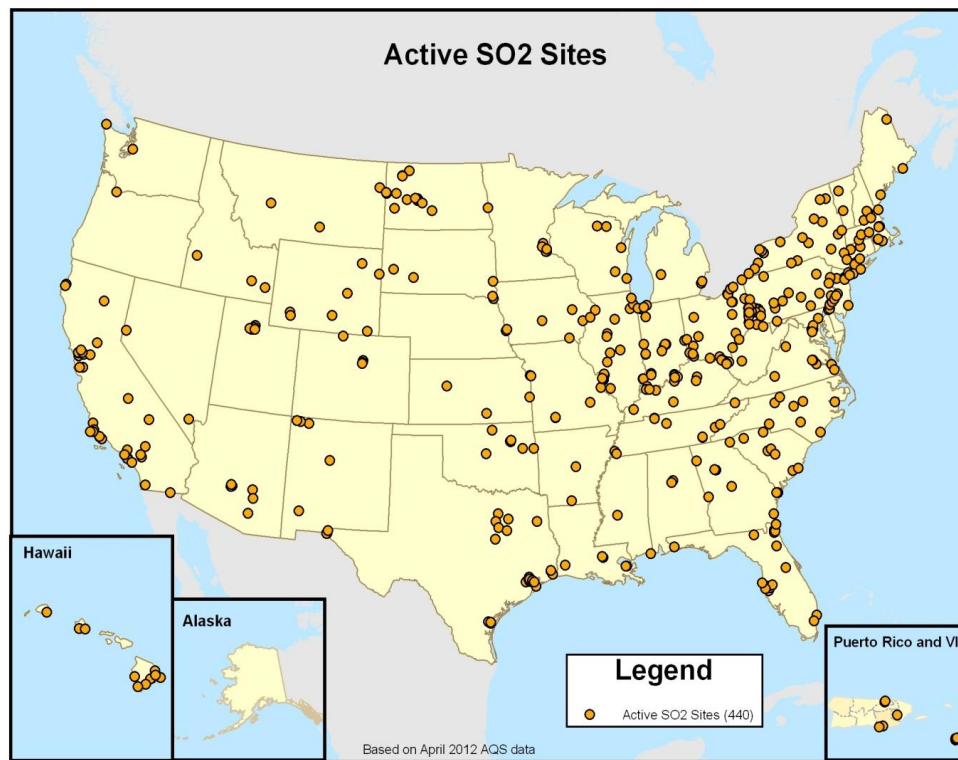 Active SO2 Sites
Hawaii
Alaska
Puerto Rico and VI
Legend
Active SO2 Sites (440)
Based on April 2012 AQS data